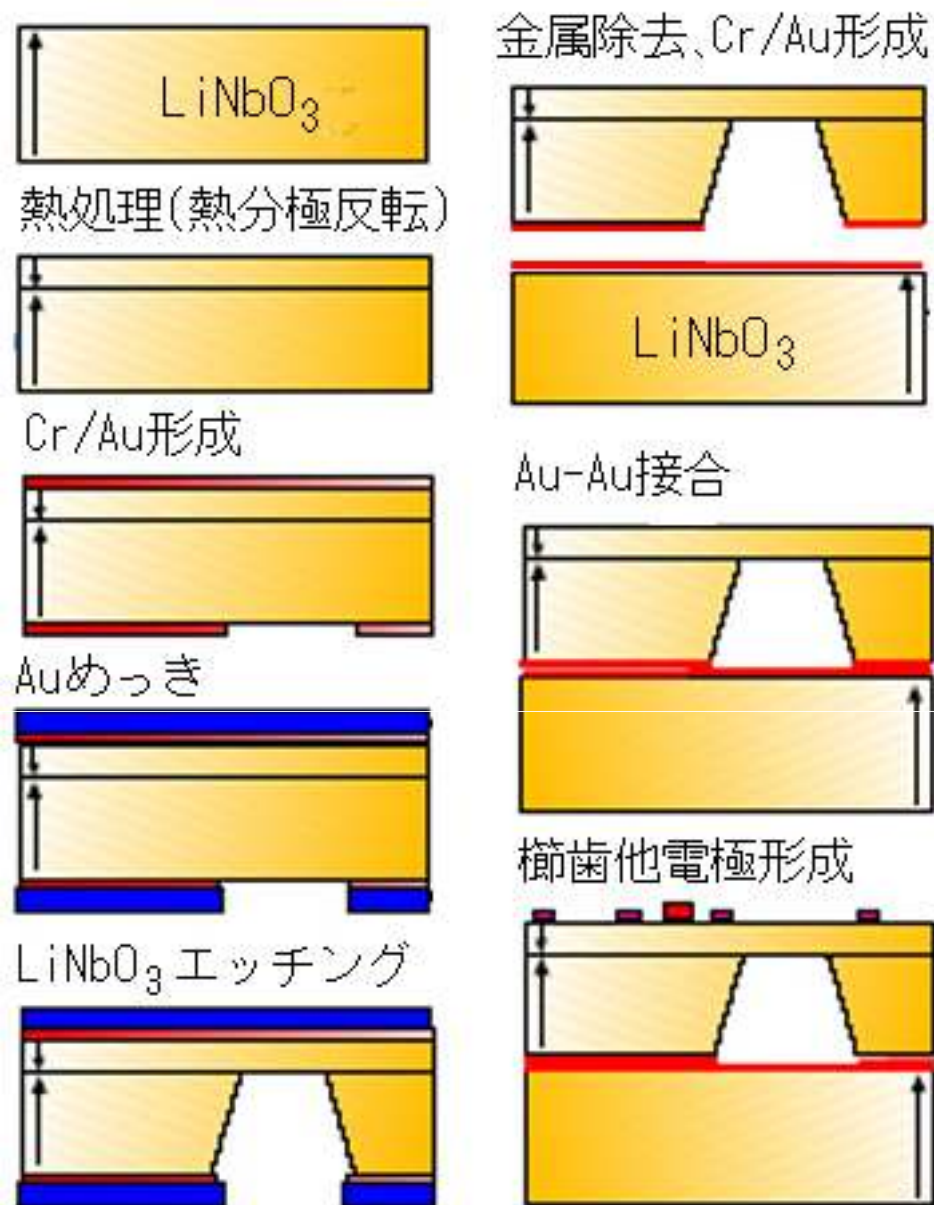 LiNbO₃
熱処理(熱分極反転)
Cr/Au形成
Auめっき
LiNbO₃エッチング
金属除去、Cr/Au形成
LiNbO₃
Au-Au接合
櫛歯他電極形成